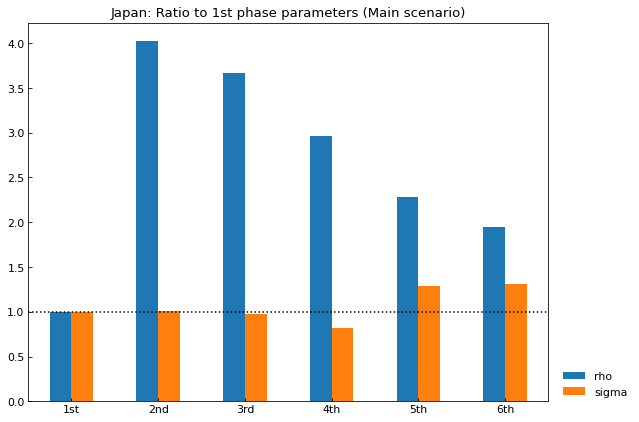 Japan: Ratio to 1st phase parameters (Main scenario)
4.0
3.5
3.0
2.5
2.0
1.5
1.0
0.5
0.0
1st 2nd 3rd 4th 5th 6th
rho
sigma